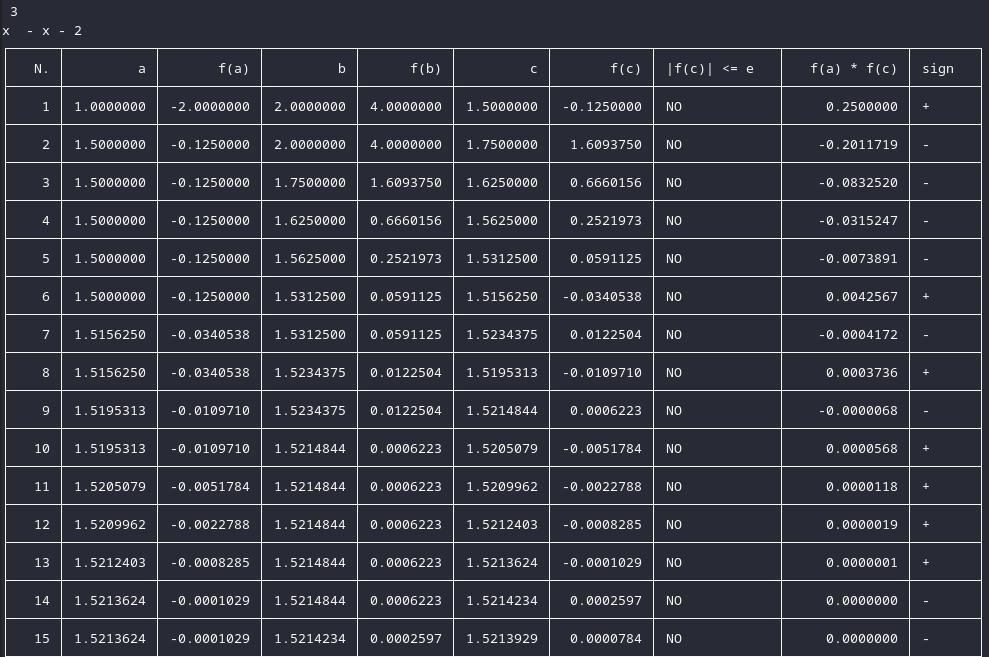 3
x - x - 2
N. a f(a) b f(b) c f(c) |f(c)| <= e f(a) * f(c) sign
1 1.0000000 -2.0000000 2.0000000 4.0000000 1.5000000 -0.1250000 NO 0.2500000 +
2 1.5000000 -0.1250000 2.0000000 4.0000000 1.7500000 1.6093750 NO -0.2011719 -
3 1.5000000 -0.1250000 1.7500000 1.6093750 1.6250000 0.6660156 NO -0.0832520 -
4 1.5000000 -0.1250000 1.6250000 0.6660156 1.5625000 0.2521973 NO -0.0315247 -
5 1.5000000 -0.1250000 1.5625000 0.2521973 1.5312500 0.0591125 NO -0.0073891 -
6 1.5000000 -0.1250000 1.5312500 0.0591125 1.5156250 -0.0340538 NO 0.0042567 +
7 1.5156250 -0.0340538 1.5312500 0.0591125 1.5234375 0.0122504 NO -0.0004172 -
8 1.5156250 -0.0340538 1.5234375 0.0122504 1.5195313 -0.0109710 NO 0.0003736 +
9 1.5195313 -0.0109710 1.5234375 0.0122504 1.5214844 0.0006223 NO -0.0000068 -
10 1.5195313 -0.0109710 1.5214844 0.0006223 1.5205079 -0.0051784 NO 0.0000568 +
11 1.5205079 -0.0051784 1.5214844 0.0006223 1.5209962 -0.0022788 NO 0.0000118 +
12 1.5209962 -0.0022788 1.5214844 0.0006223 1.5212403 -0.0008285 NO 0.0000019 +
13 1.5212403 -0.0008285 1.5214844 0.0006223 1.5213624 -0.0001029 NO 0.0000001 +
14 1.5213624 -0.0001029 1.5214844 0.0006223 1.5214234 0.0002597 NO 0.0000000 -
15 1.5213624 -0.0001029 1.5214234 0.0002597 1.5213929 0.0000784 NO 0.0000000 -